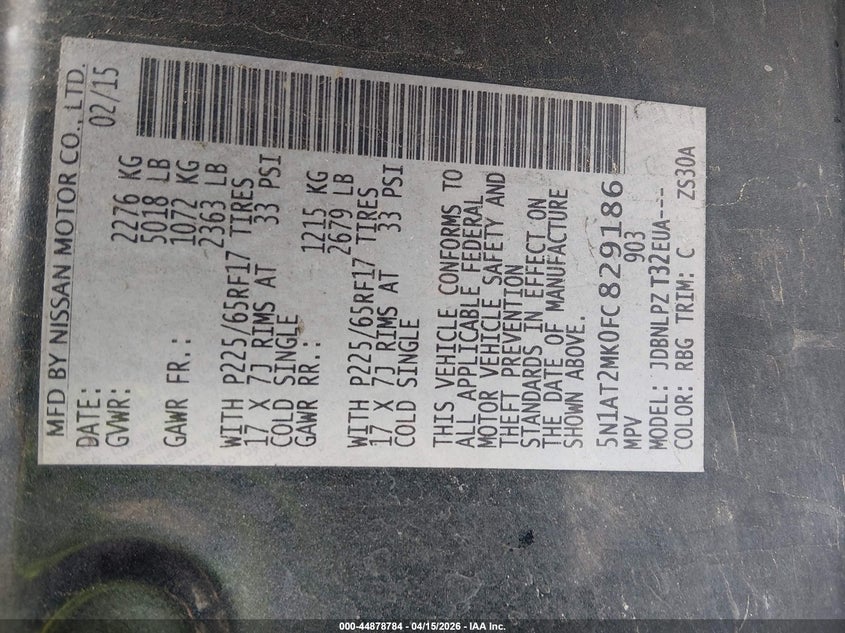 MFD BY NISSAN MOTOR CO., LTD.
DATE: 02/15
GVWR: 2276 KG
5018 LB
GAWR FR.: 1072 KG
2363 LB
WITH P225/65RF17 TIRES
17 X 7J RIMS AT 33 PSI
COLD SINGLE
GAWR RR.: 1215 KG
2679 LB
WITH P225/65RF17 TIRES
17 X 7J RIMS AT 33 PSI
COLD SINGLE
THIS VEHICLE CONFORMS TO
ALL APPLICABLE FEDERAL
MOTOR VEHICLE SAFETY AND
THEFT PREVENTION
STANDARDS IN EFFECT ON
THE DATE OF MANUFACTURE
SHOWN ABOVE.
5N1AT2MK0FC829186
MPV 903
MODEL: JDBNLPZ T32EUA---
COLOR: RBG TRIM: C ZS30A
000-44878784 - 04/15/2026 - IAA Inc.